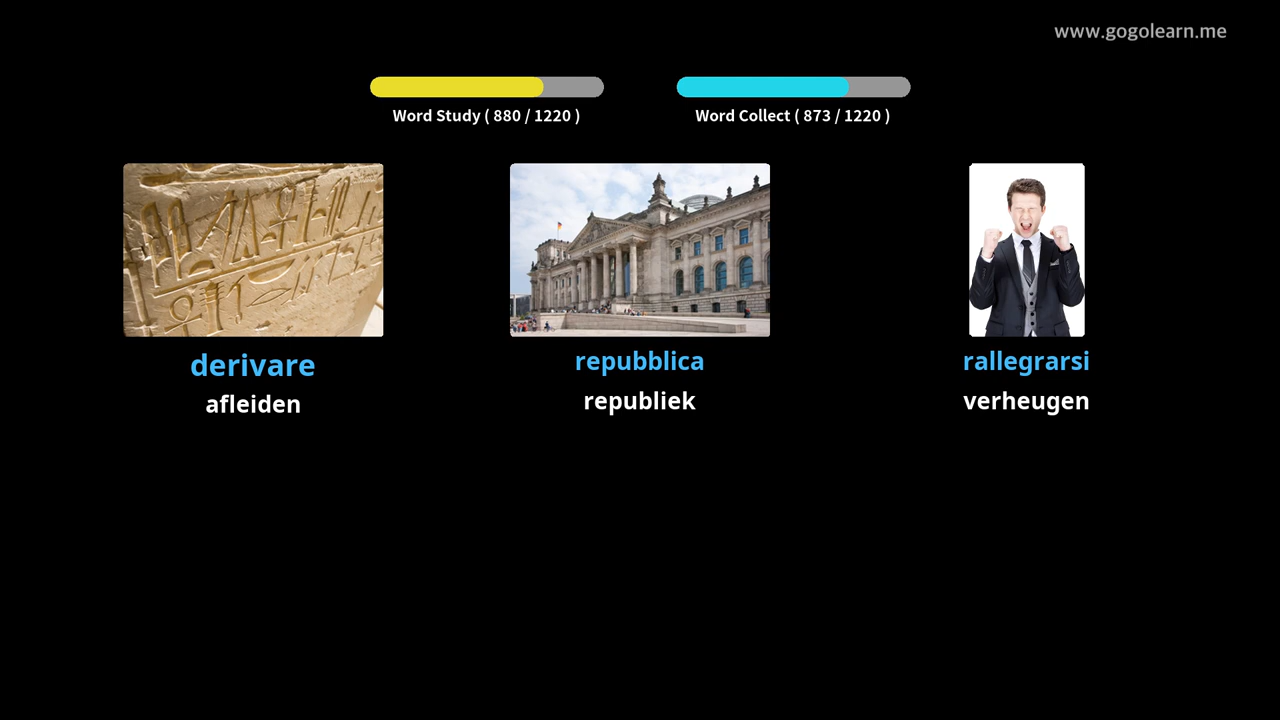 www.gogolearn.me
Word Study ( 880 / 1220 )
Word Collect ( 873 / 1220 )
derivare
repubblica
rallegrarsi
afleiden
republiek
verheugen